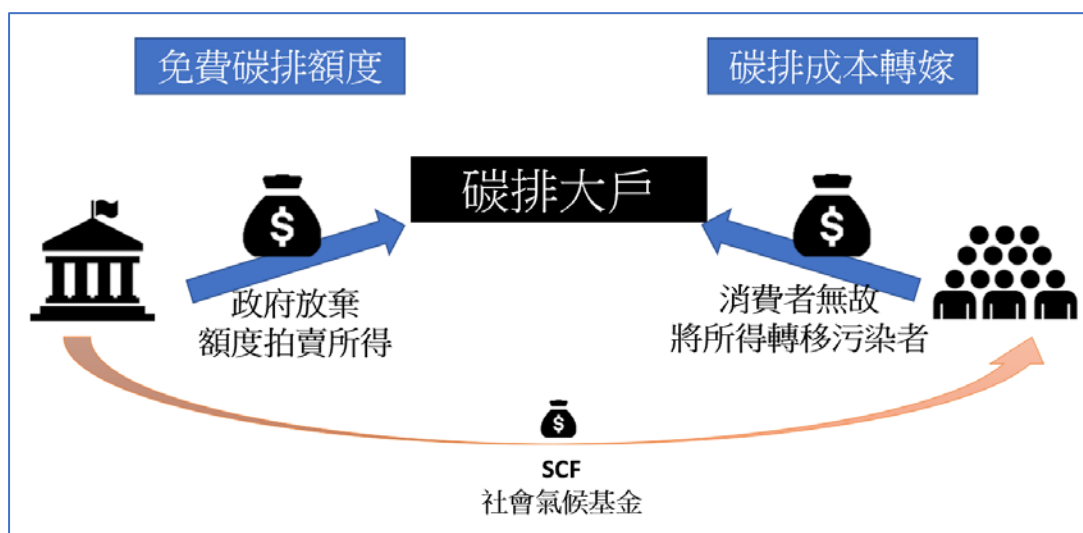 免費碳排額度
碳排成本轉嫁
碳排大戶
$
$
政府放棄
額度拍賣所得
消費者無故
將所得轉移污染者
$
SCF
社會氣候基金